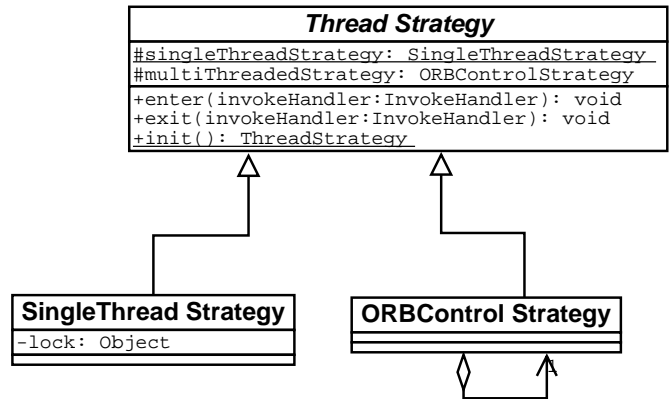 Thread Strategy
#singleThreadStrategy: SingleThreadStrategy
#multiThreadedStrategy: ORBControlStrategy
+enter(invokeHandler:InvokeHandler): void
+exit(invokeHandler:InvokeHandler): void
+init(): ThreadStrategy
SingleThread Strategy
-lock: Object
ORBControl Strategy
1